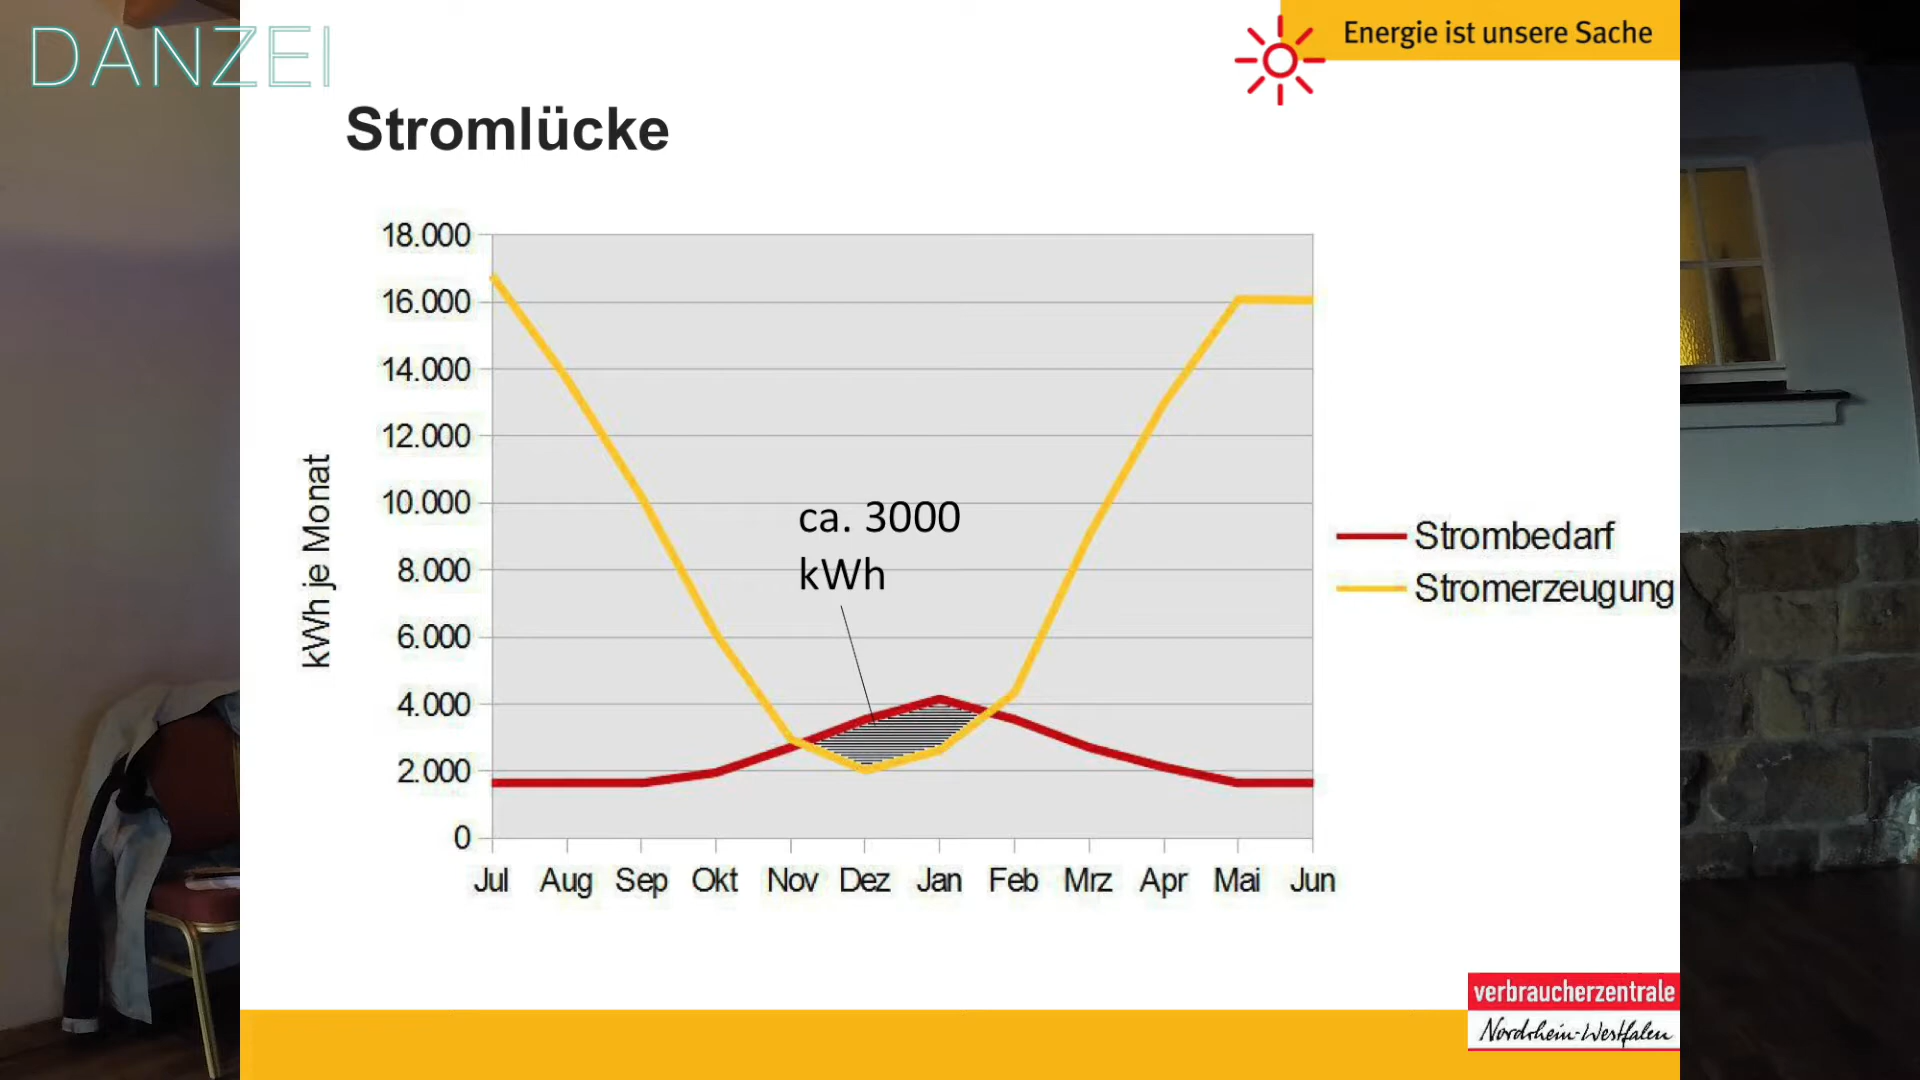 DANZEI
Energie ist unsere Sache
Stromlücke
18.000
16.000
14.000
12.000
10.000
8.000
6.000
4.000
2.000
0
kWh je Monat
ca. 3000
kWh
Strombedarf
Stromerzeugung
Jul Aug Sep Okt Nov Dez Jan Feb Mrz Apr Mai Jun
verbraucherzentrale
Nordrhein-Westfalen